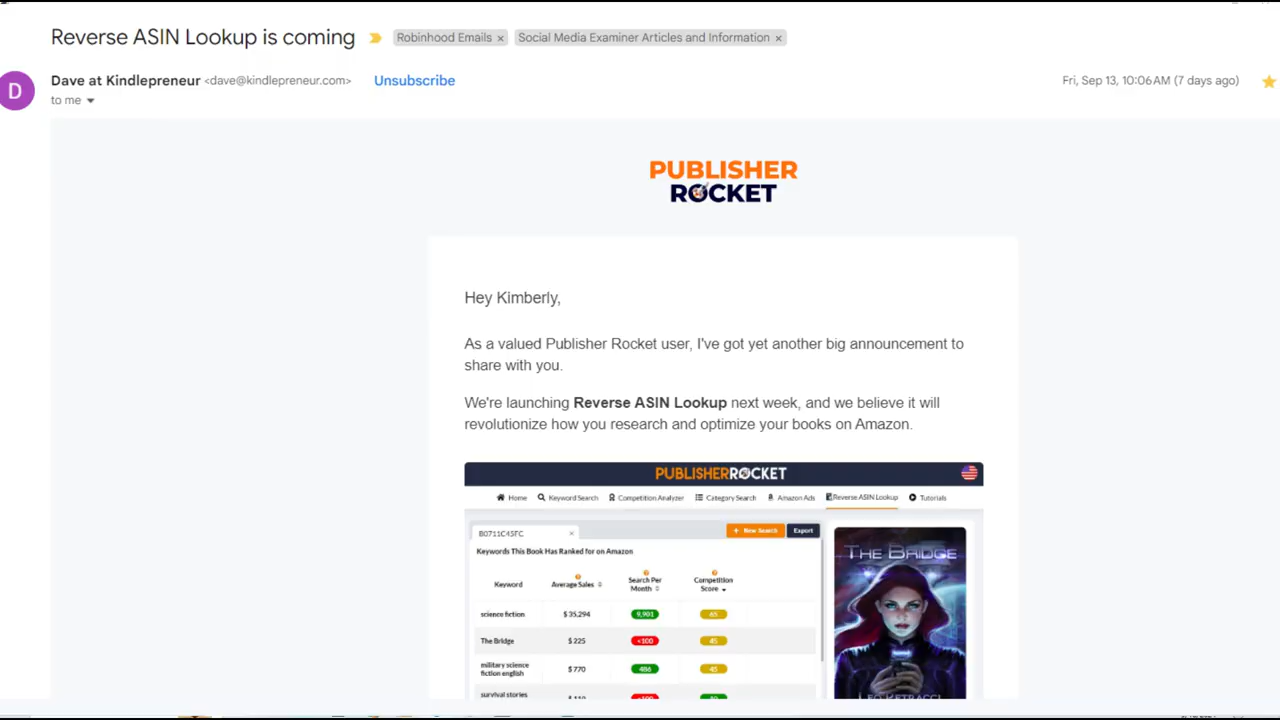 Reverse ASIN Lookup is coming
Robinhood Emails ×
Social Media Examiner Articles and Information ×
D
Dave at Kindlepreneur <dave@kindlepreneur.com> Unsubscribe
Fri, Sep 13, 10:06 AM (7 days ago)
to me
PUBLISHER
ROCKET
Hey Kimberly,
As a valued Publisher Rocket user, I've got yet another big announcement to
share with you.
We're launching Reverse ASIN Lookup next week, and we believe it will
revolutionize how you research and optimize your books on Amazon.
PUBLISHERROCKET
Home Keyword Search Competition Analyzer Category Search Amazon Ads Reverse ASIN Lookup Tutorials
B0711C45FC ×
+ New Search Export
Keywords This Book Has Ranked for on Amazon
Keyword Average Sales Search Per Month Competition Score
science fiction $ 35,294 9,901 65
The Bridge $ 225 <100 45
military science
fiction english $ 770 486 45
survival stories
THE BRIDGE